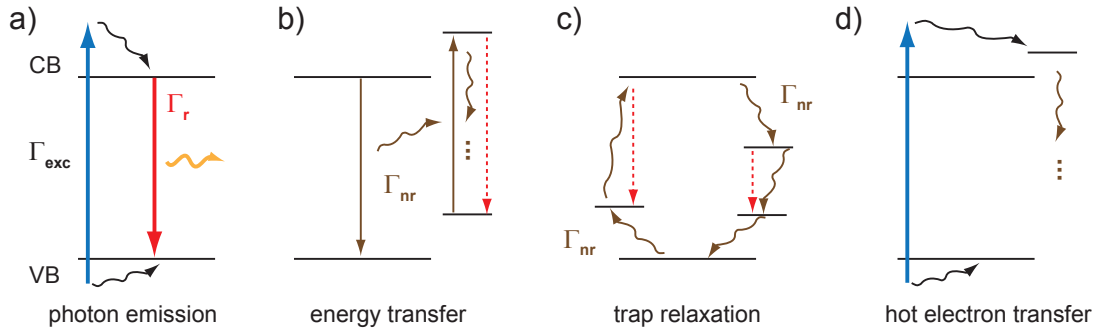 a) b) c) d)
CB
Γr
Γnr
Γexc
Γnr
Γnr
VB
photon emission energy transfer trap relaxation hot electron transfer